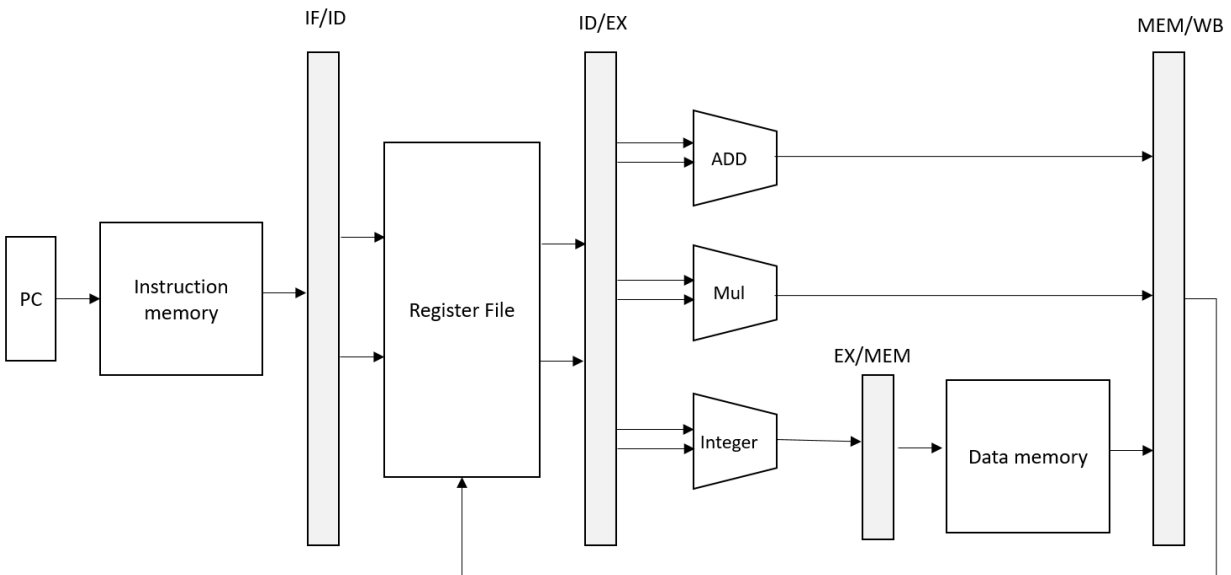 IF/ID
ID/EX
MEM/WB
PC
Instruction
memory
Register File
ADD
Mul
EX/MEM
Integer
Data memory